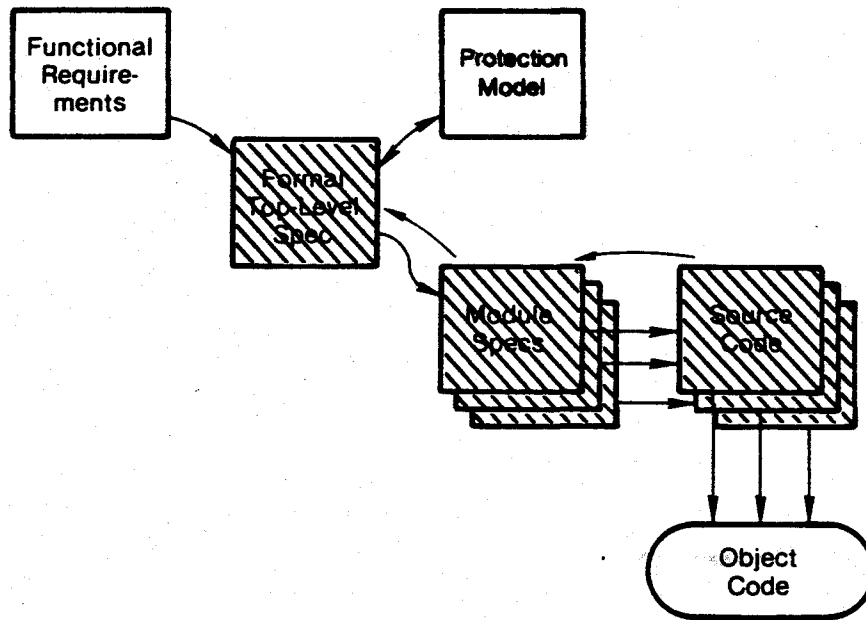 Functional
Require-
ments
Protection
Model
Formal
Top-Level
Spec
Module
Specs
Source
Code
Object
Code